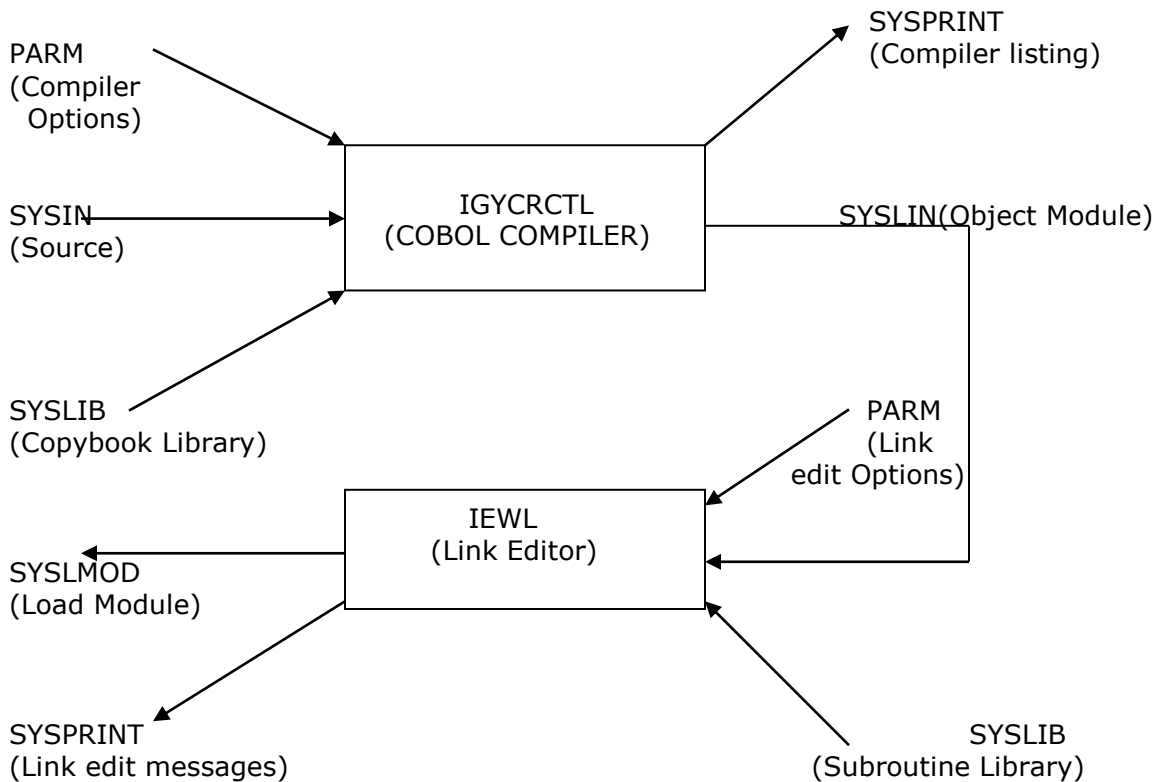 SYSPRINT
(Compiler listing)
PARM
(Compiler
Options)
IGYCRCTL
(COBOL COMPILER)
SYSIN
(Source)
SYSLIN(Object Module)
SYSLIB
(Copybook Library)
PARM
(Link
edit Options)
IEWL
(Link Editor)
SYSLMOD
(Load Module)
SYSPRINT
(Link edit messages)
SYSLIB
(Subroutine Library)